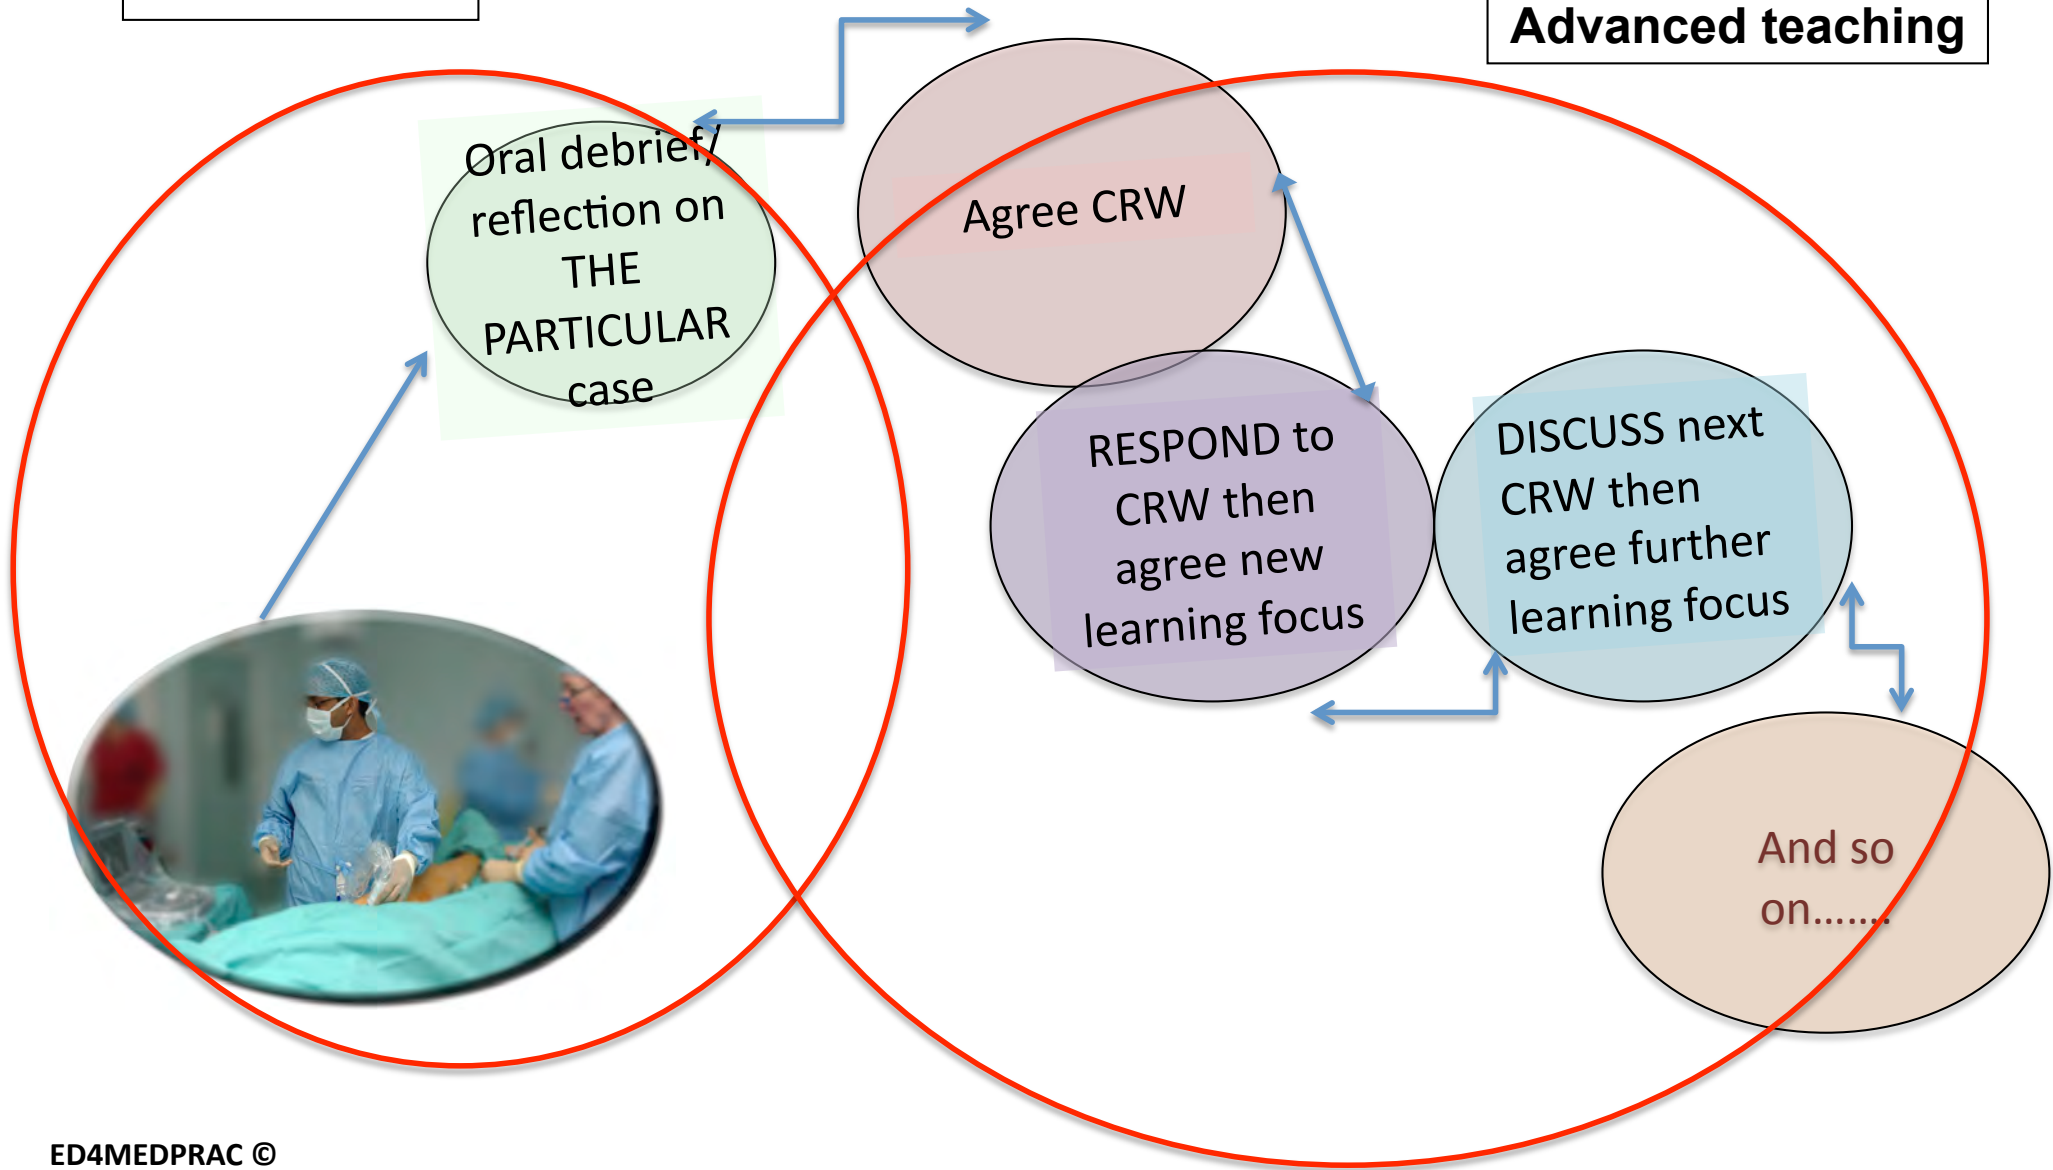 Advanced teaching
Oral debrief/
reflection on
THE
PARTICULAR
case
Agree CRW
RESPOND to
CRW then
agree new
learning focus
DISCUSS next
CRW then
agree further
learning focus
And so
on.......
ED4MEDPRAC ©